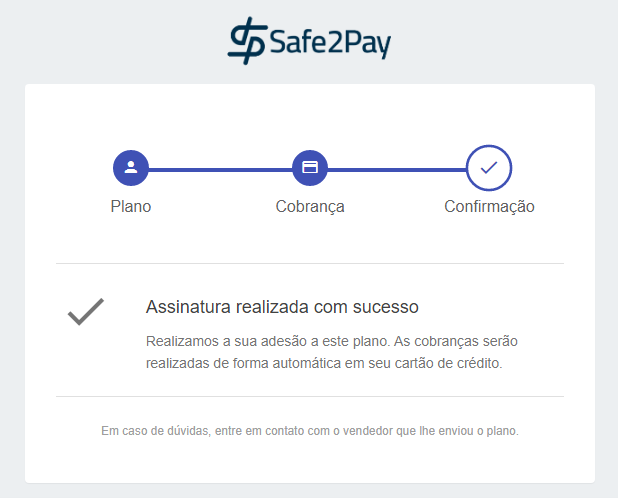 Safe2Pay
Plano
Cobrança
Confirmação
Assinatura realizada com sucesso
Realizamos a sua adesão a este plano. As cobranças serão
realizadas de forma automática em seu cartão de crédito.
Em caso de dúvidas, entre em contato com o vendedor que lhe enviou o plano.